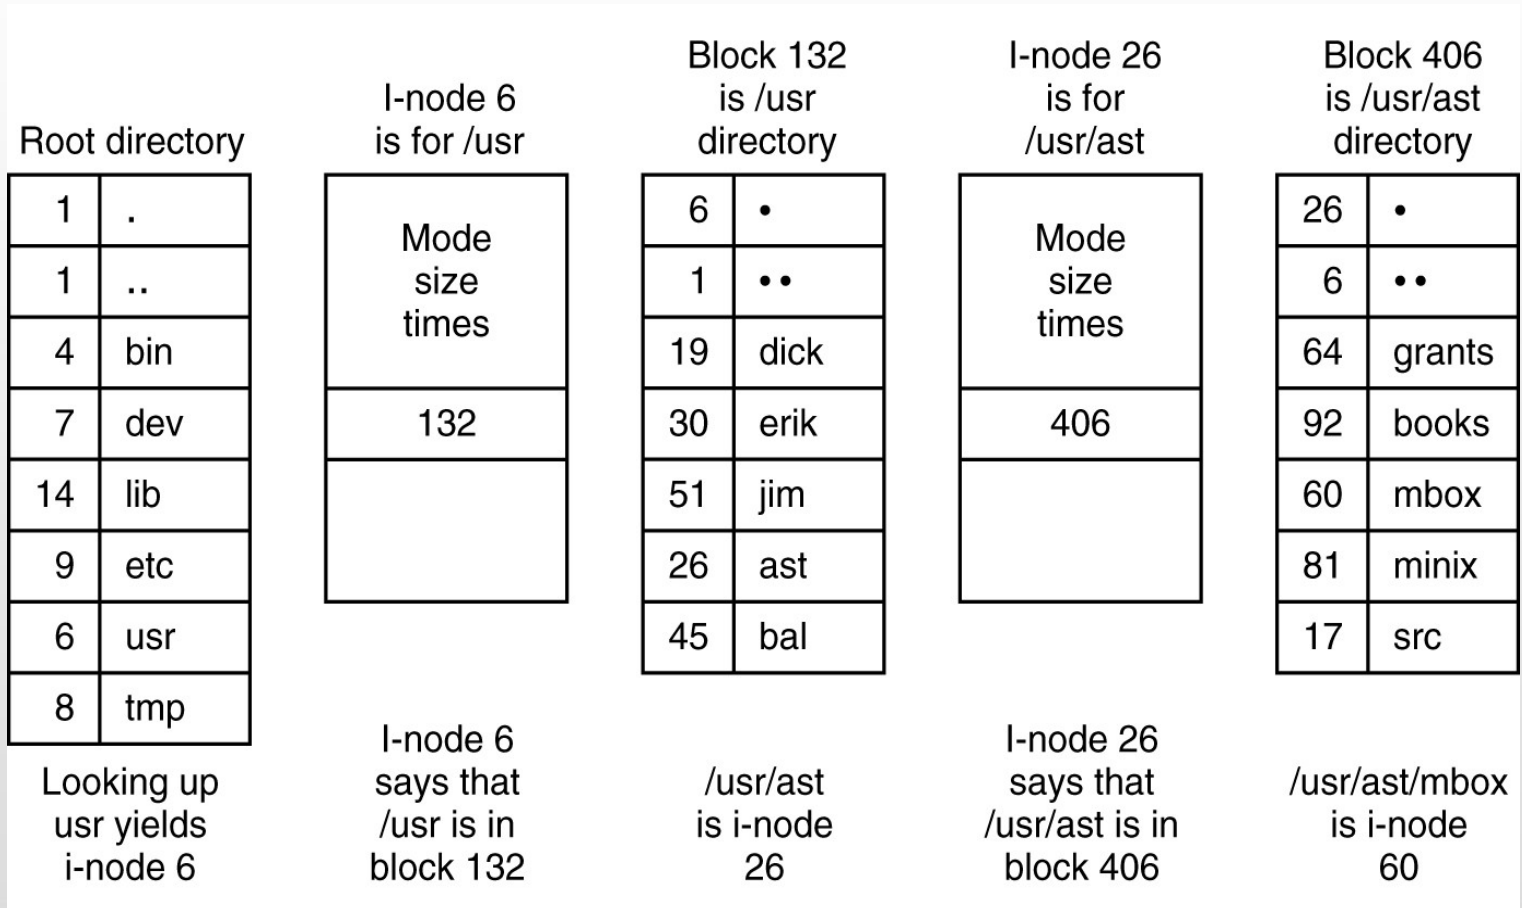 Root directory
1 .
1 ..
4 bin
7 dev
14 lib
9 etc
6 usr
8 tmp
Looking up
usr yields
i-node 6
I-node 6
is for /usr
Mode
size
times
132
I-node 6
says that
/usr is in
block 132
Block 132
is /usr
directory
6 •
1 ••
19 dick
30 erik
51 jim
26 ast
45 bal
/usr/ast
is i-node
26
I-node 26
is for
/usr/ast
Mode
size
times
406
I-node 26
says that
/usr/ast is in
block 406
Block 406
is /usr/ast
directory
26 •
6 ••
64 grants
92 books
60 mbox
81 minix
17 src
/usr/ast/mbox
is i-node
60